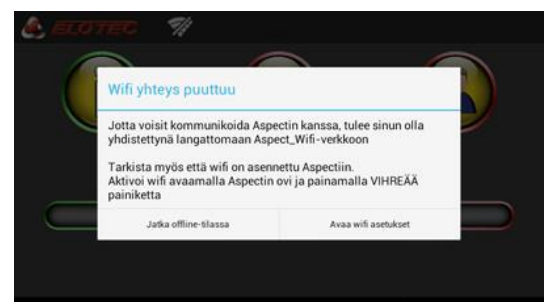 ELOTEC
Wifi yhteys puuttuu
Jotta voisit kommunikoida Aspectin kanssa, tulee sinun olla
yhdistettynä langattomaan Aspect_Wifi-verkkoon
Tarkista myös että wifi on asennettu Aspectiin.
Aktivoi wifi avaamalla Aspectin ovi ja painamalla VIHREÄÄ
painiketta
Jatka offline-tilassa
Avaa wifi asetukset